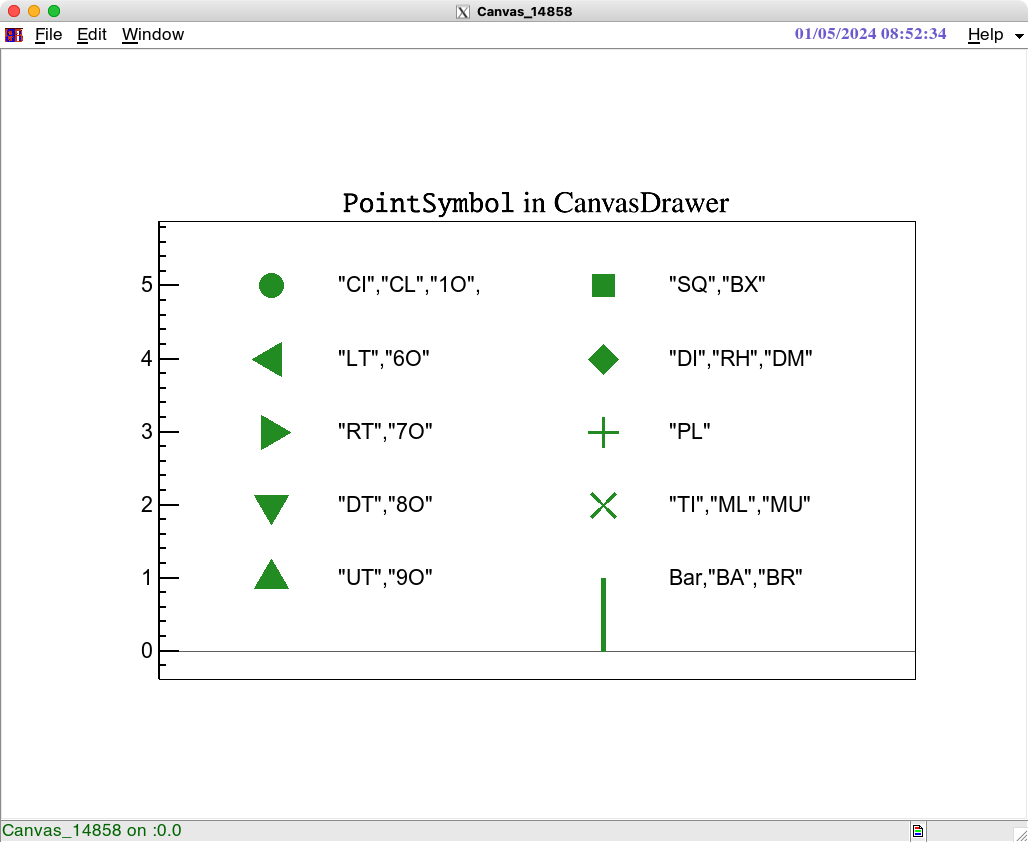 Canvas_14858
File Edit Window 01/05/2024 08:52:34 Help
PointSymbol in CanvasDrawer
5 "CI","CL","1O", "SQ","BX"
4 "LT","6O" "DI","RH","DM"
3 "RT","7O" "PL"
2 "DT","8O" "TI","ML","MU"
1 "UT","9O" Bar,"BA","BR"
0
Canvas_14858 on :0.0